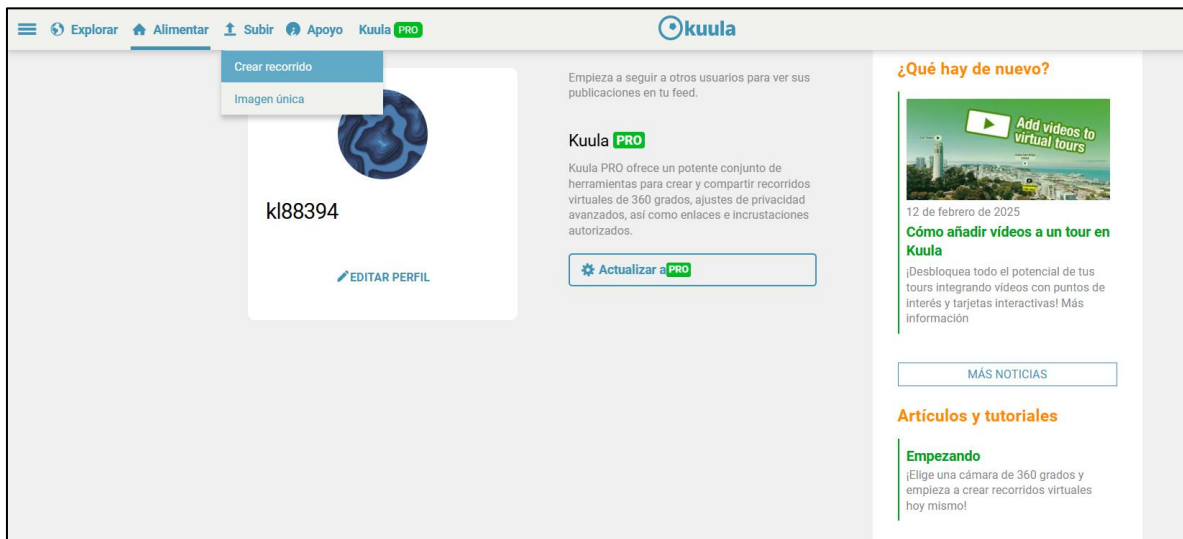 Explorar Alimentar Subir Apoyo Kuula PRO
kuula
Crear recorrido
Imagen única
kl88394
EDITAR PERFIL
Empieza a seguir a otros usuarios para ver sus
publicaciones en tu feed.
Kuula PRO
Kuula PRO ofrece un potente conjunto de
herramientas para crear y compartir recorridos
virtuales de 360 grados, ajustes de privacidad
avanzados, así como enlaces e incrustaciones
autorizados.
Actualizar a PRO
¿Qué hay de nuevo?
Add videos to
virtual tours
12 de febrero de 2025
Cómo añadir vídeos a un tour en
Kuula
¡Desbloquea todo el potencial de tus
tours integrando vídeos con puntos de
interés y tarjetas interactivas! Más
información
MÁS NOTICIAS
Artículos y tutoriales
Empezando
¡Elige una cámara de 360 grados y
empieza a crear recorridos virtuales
hoy mismo!